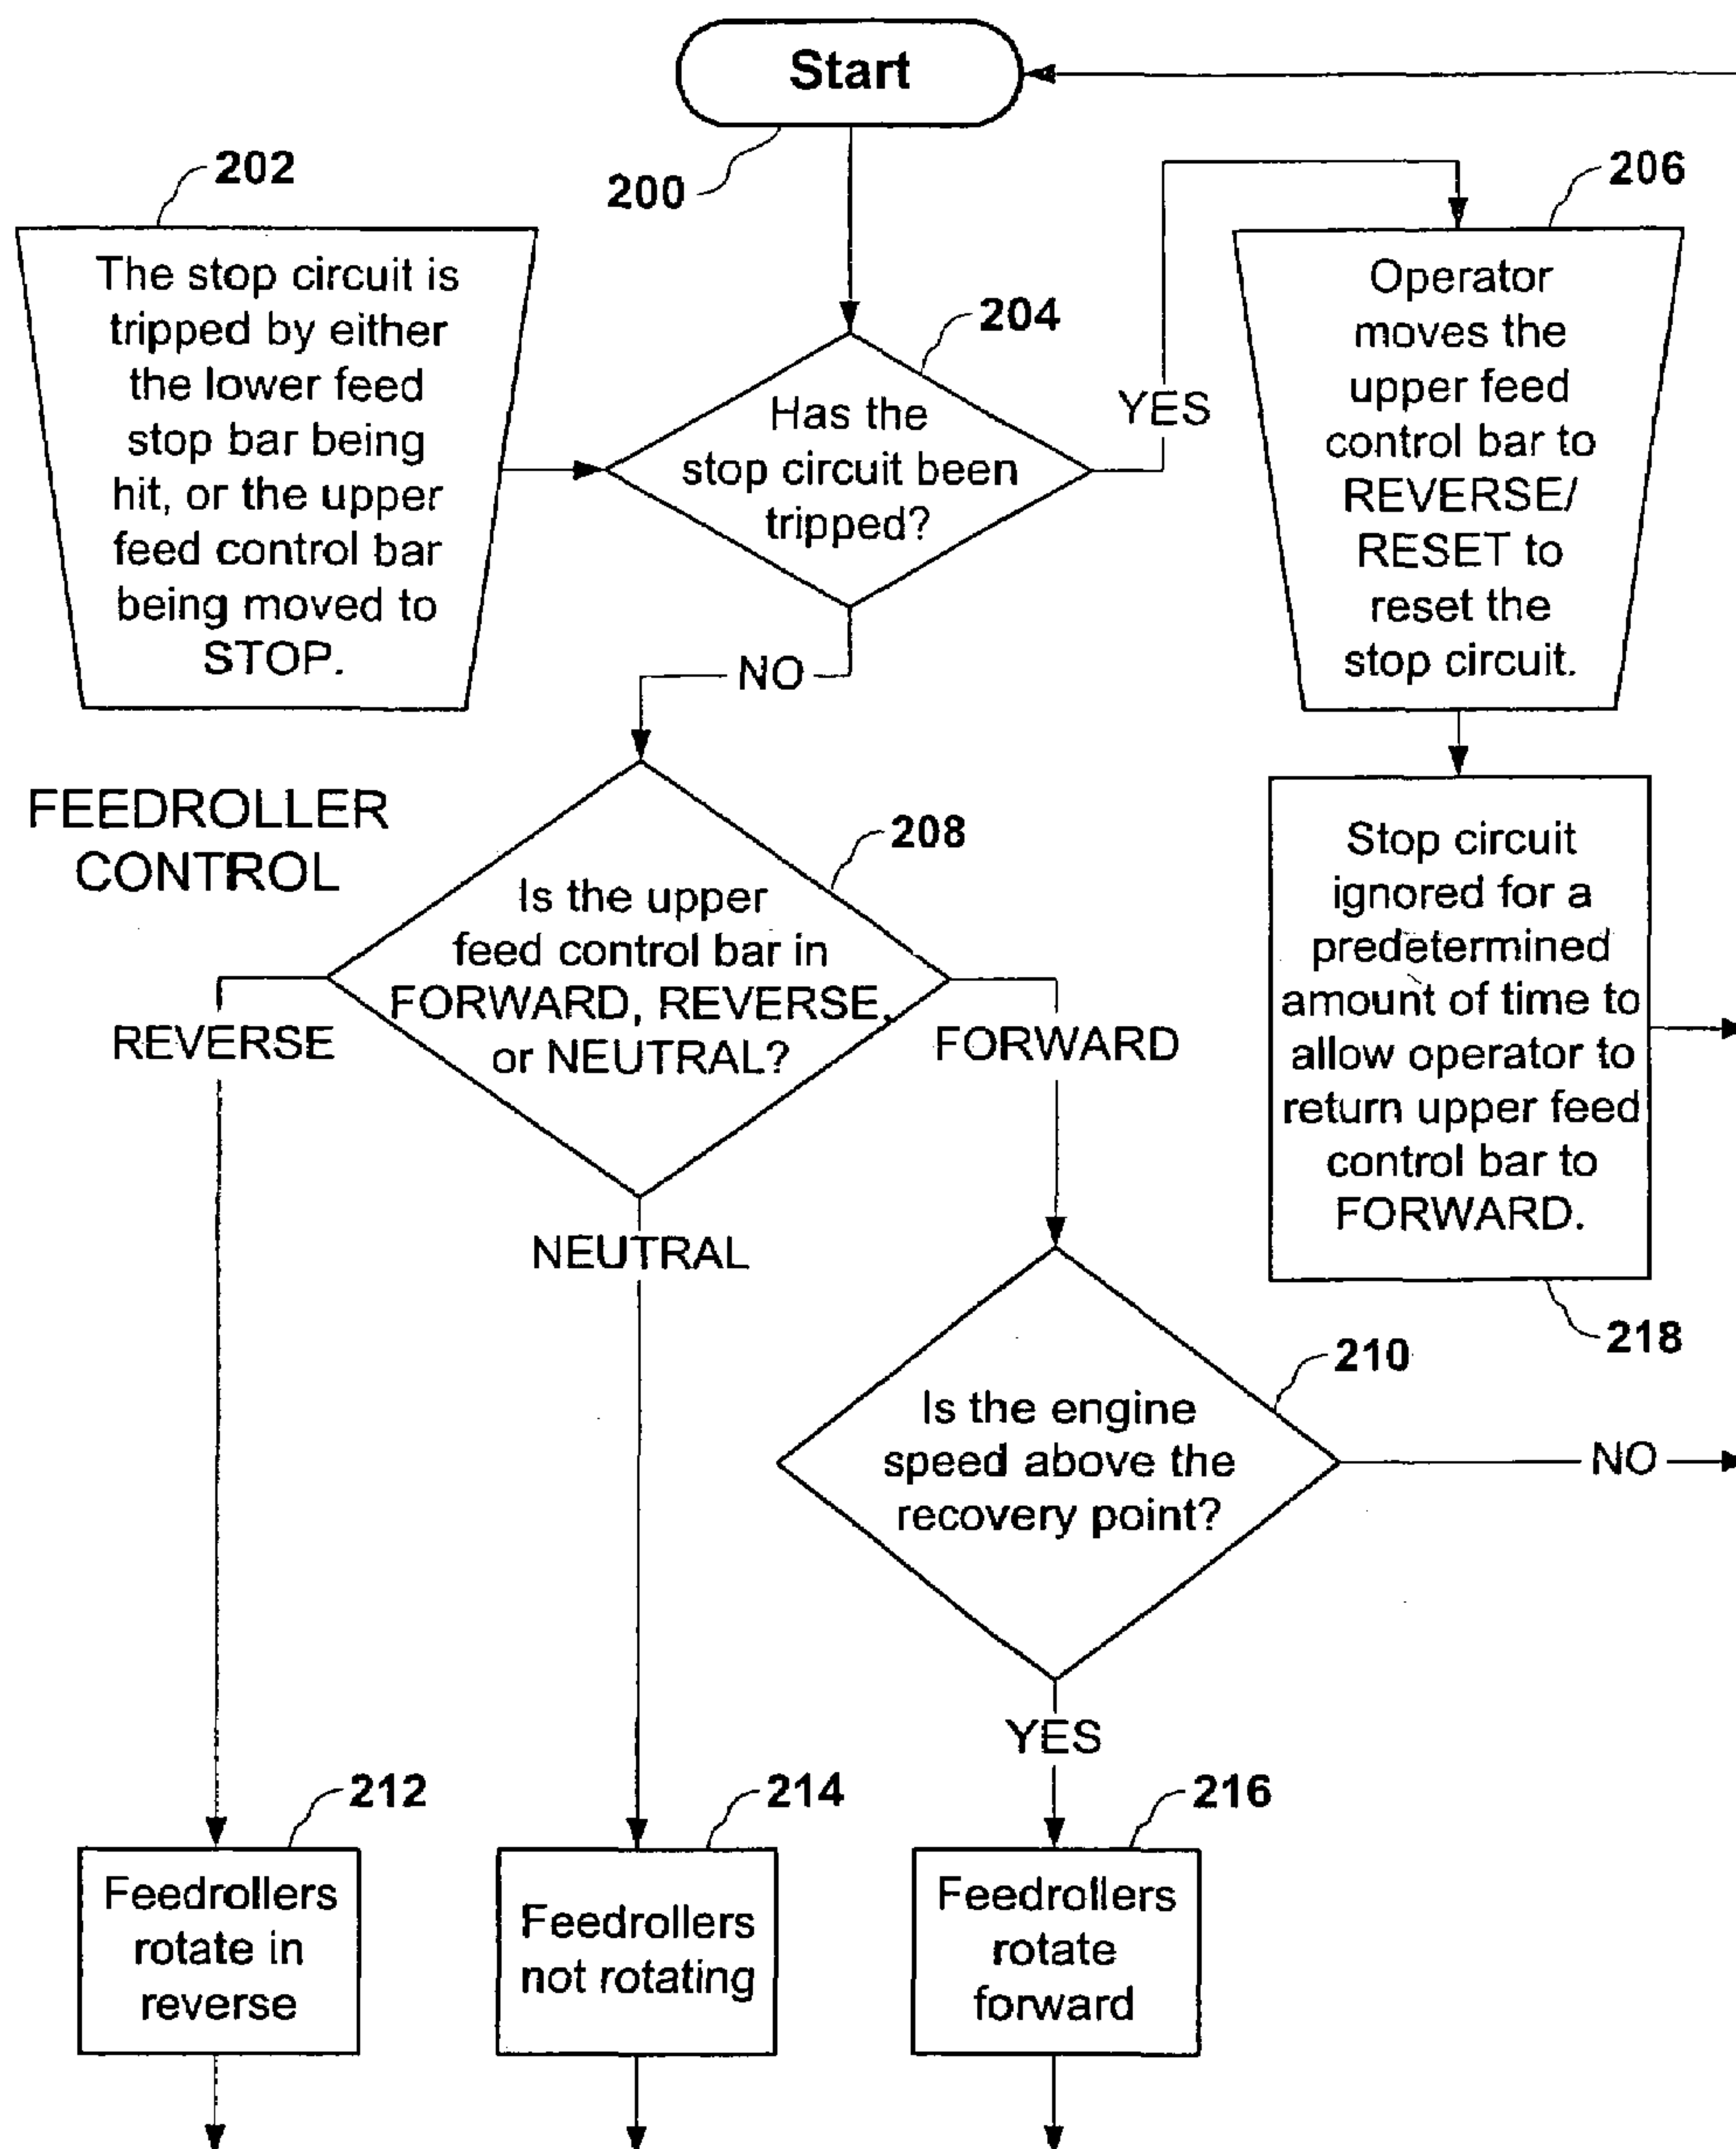 Start
200
202
The stop circuit is
tripped by either
the lower feed
stop bar being
hit, or the upper
feed control bar
being moved to
STOP.
204
Has the
stop circuit been
tripped?
YES
NO
206
Operator
moves the
upper feed
control bar to
REVERSE/
RESET to
reset the
stop circuit.
FEEDROLLER
CONTROL
208
Is the upper
feed control bar in
FORWARD, REVERSE,
or NEUTRAL?
REVERSE
NEUTRAL
FORWARD
Stop circuit
ignored for a
predetermined
amount of time to
allow operator to
return upper feed
control bar to
FORWARD.
218
210
Is the engine
speed above the
recovery point?
NO
YES
212
Feedrollers
rotate in
reverse
214
Feedrollers
not rotating
216
Feedrollers
rotate
forward